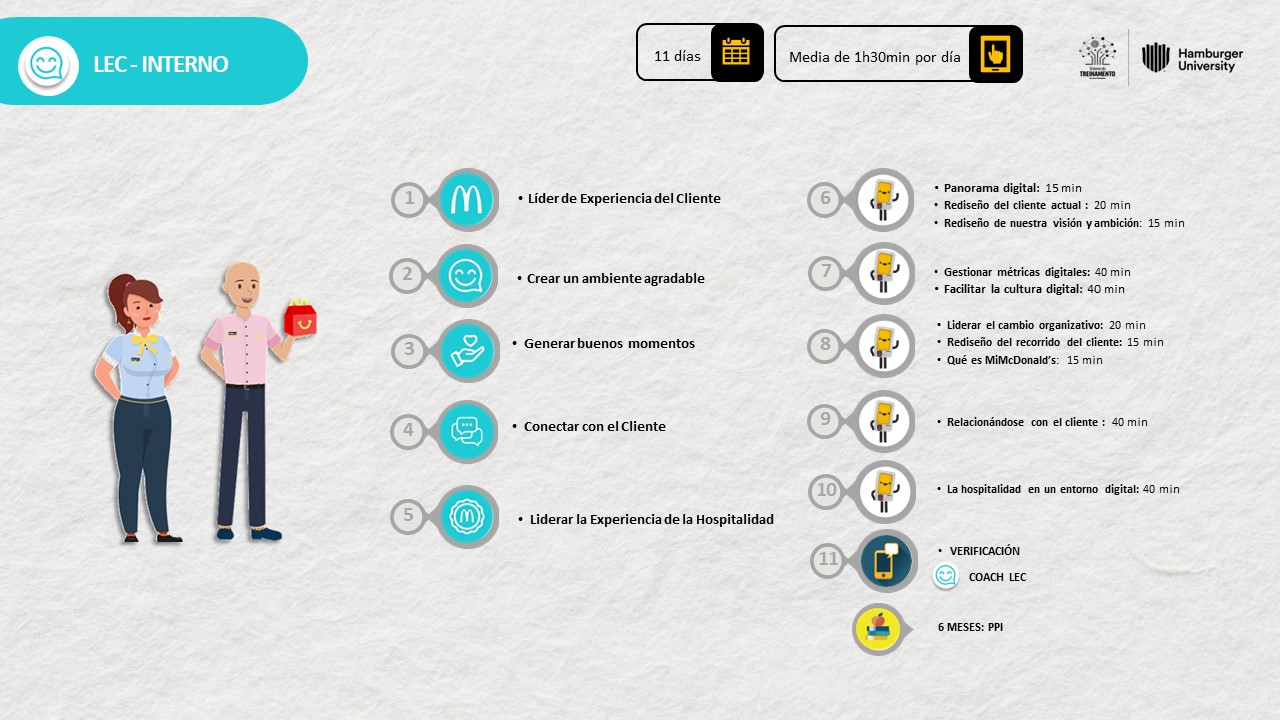 LEC - INTERNO
11 días
Media de 1h30min por día
TREINAMENTO
Hamburger
University
1
• Líder de Experiencia del Cliente
2
• Crear un ambiente agradable
3
• Generar buenos momentos
4
• Conectar con el Cliente
5
• Liderar la Experiencia de la Hospitalidad
6
• Panorama digital: 15 min
• Rediseño del cliente actual : 20 min
• Rediseño de nuestra visión y ambición: 15 min
7
• Gestionar métricas digitales: 40 min
• Facilitar la cultura digital: 40 min
8
• Liderar el cambio organizativo: 20 min
• Rediseño del recorrido del cliente: 15 min
• Qué es MiMcDonald's: 15 min
9
• Relacionándose con el cliente : 40 min
10
• La hospitalidad en un entorno digital: 40 min
11
• VERIFICACIÓN
COACH LEC
6 MESES: PPI